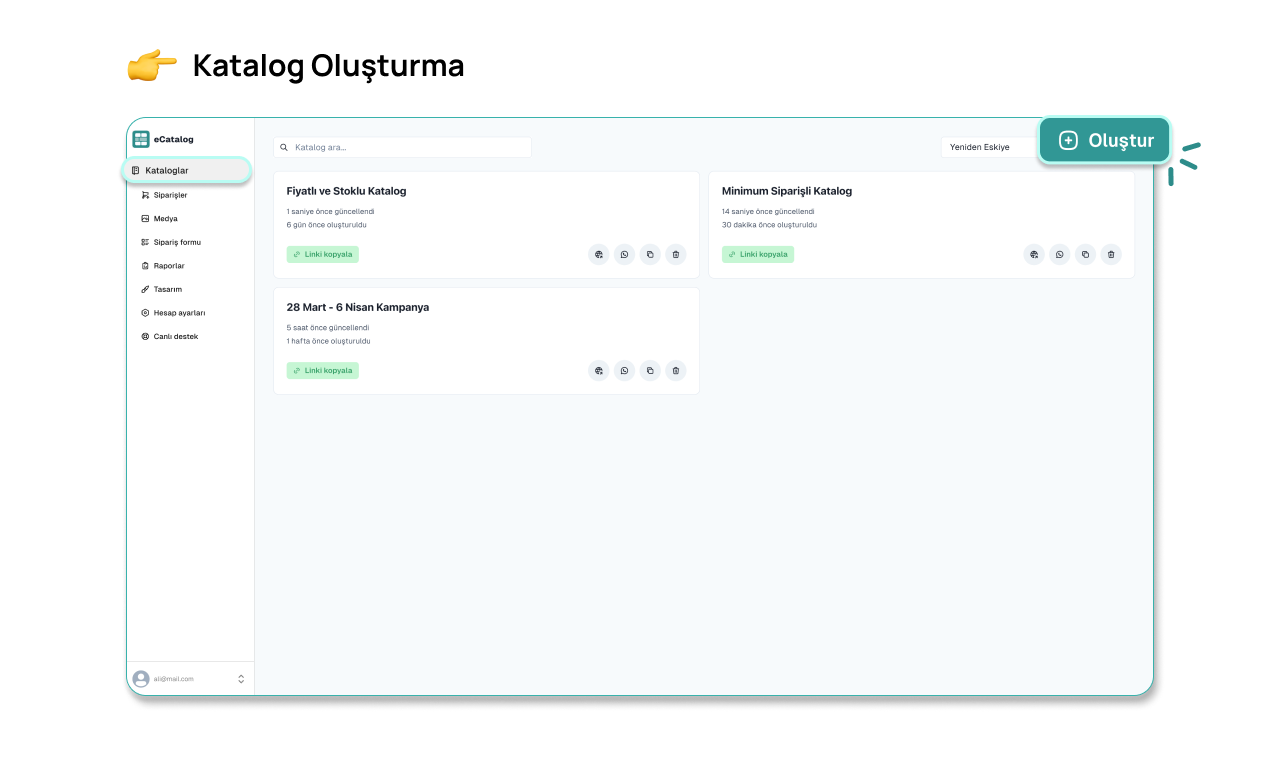 Katalog Oluşturma
eCatalog
Kataloglar
Siparişler
Medya
Sipariş formu
Raporlar
Tasarım
Hesap ayarları
Canlı destek
ali@mail.com
Katalog ara...
Yeniden Eskiye
Oluştur
Fiyatlı ve Stoklu Katalog
1 saniye önce güncellendi
6 gün önce oluşturuldu
Linki kopyala
Minimum Siparişli Katalog
14 saniye önce güncellendi
30 dakika önce oluşturuldu
Linki kopyala
28 Mart - 6 Nisan Kampanya
5 saat önce güncellendi
1 hafta önce oluşturuldu
Linki kopyala